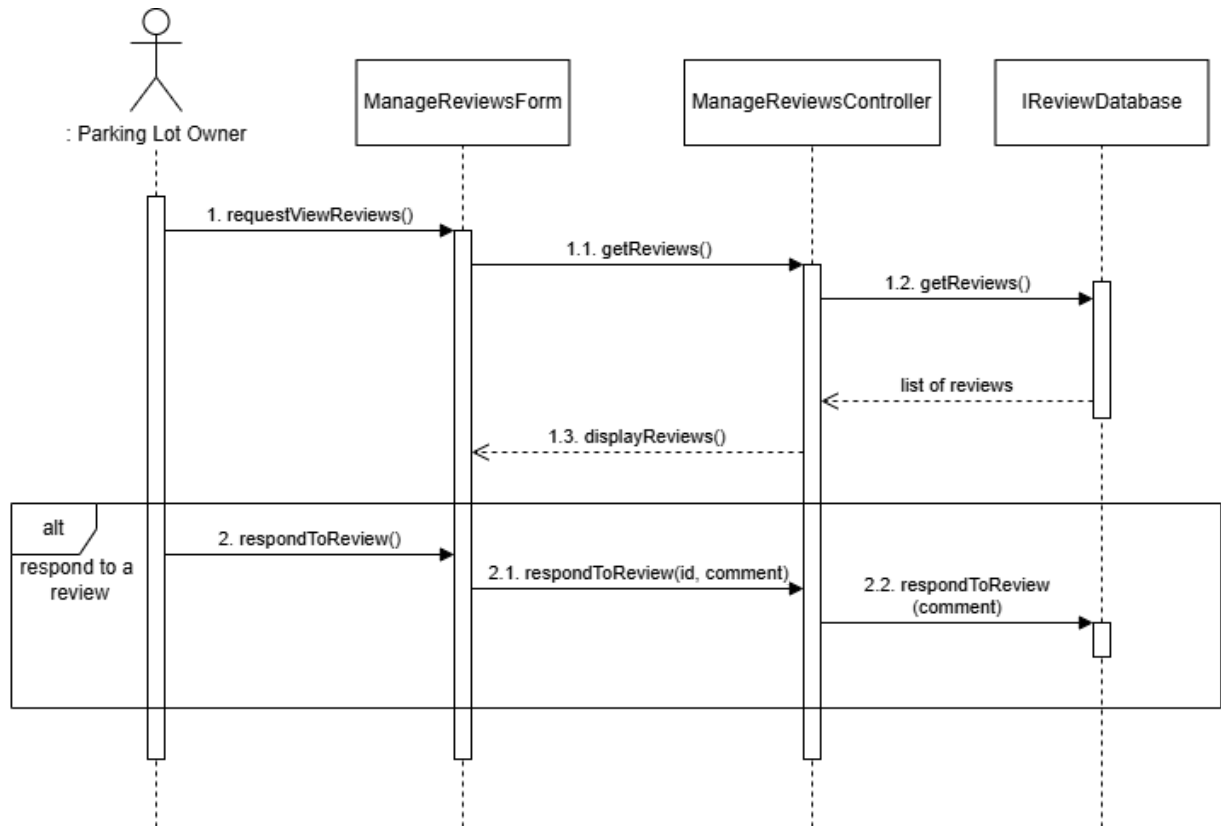 : Parking Lot Owner
ManageReviewsForm
ManageReviewsController
IReviewDatabase
1. requestViewReviews()
1.1. getReviews()
1.2. getReviews()
list of reviews
1.3. displayReviews()
alt
respond to a
review
2. respondToReview()
2.1. respondToReview(id, comment)
2.2. respondToReview
(comment)